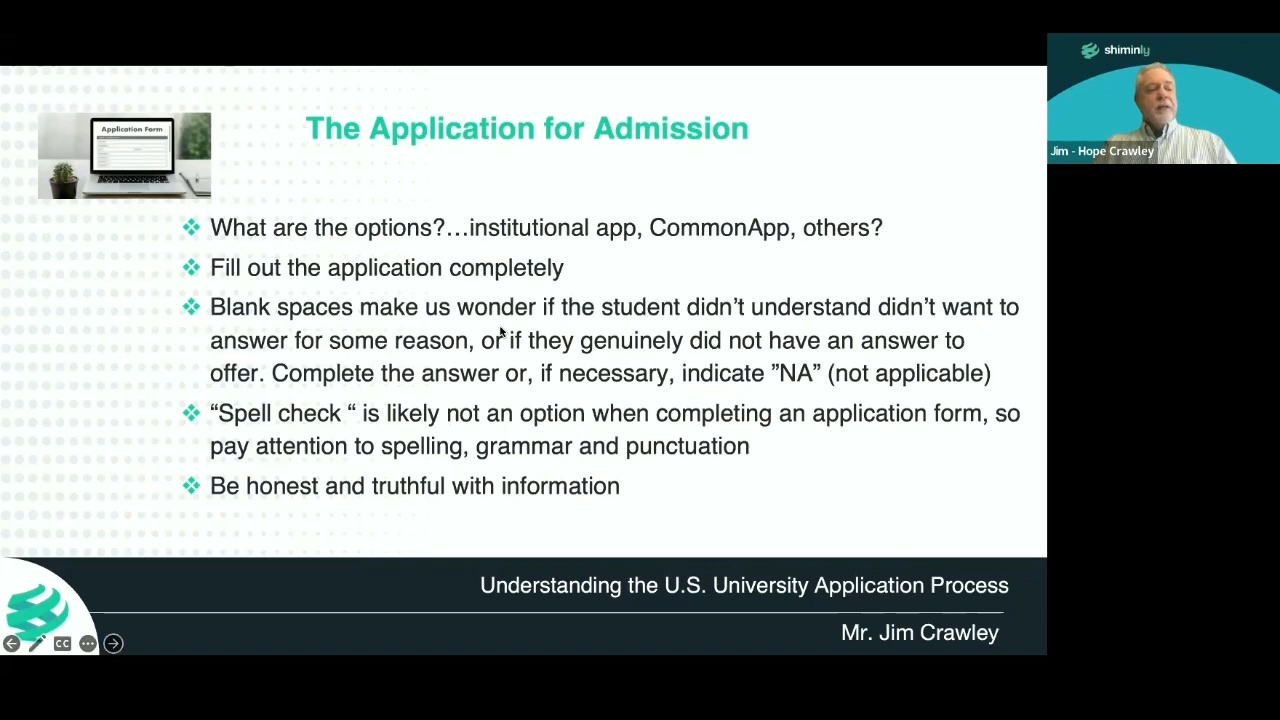 shiminly
Jim - Hope Crawley
Application Form
The Application for Admission
What are the options?…institutional app, CommonApp, others?
Fill out the application completely
Blank spaces make us wonder if the student didn’t understand didn’t want to
answer for some reason, or if they genuinely did not have an answer to
offer. Complete the answer or, if necessary, indicate ”NA” (not applicable)
“Spell check “ is likely not an option when completing an application form, so
pay attention to spelling, grammar and punctuation
Be honest and truthful with information
Understanding the U.S. University Application Process
Mr. Jim Crawley
CC